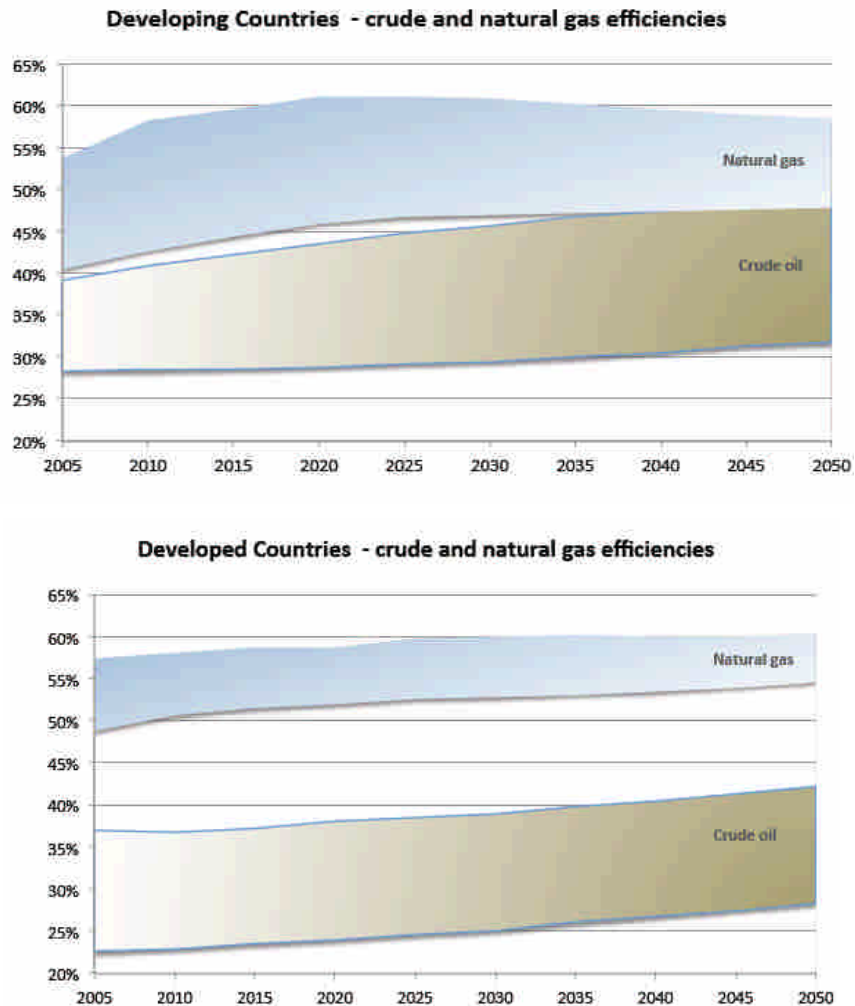 Developing Countries - crude and natural gas efficiencies
65%
60%
55%
50%
45%
40%
35%
30%
25%
20%
Natural gas
Crude oil
2005 2010 2015 2020 2025 2030 2035 2040 2045 2050
Developed Countries - crude and natural gas efficiencies
65%
60%
55%
50%
45%
40%
35%
30%
25%
20%
Natural gas
Crude oil
2005 2010 2015 2020 2025 2030 2035 2040 2045 2050